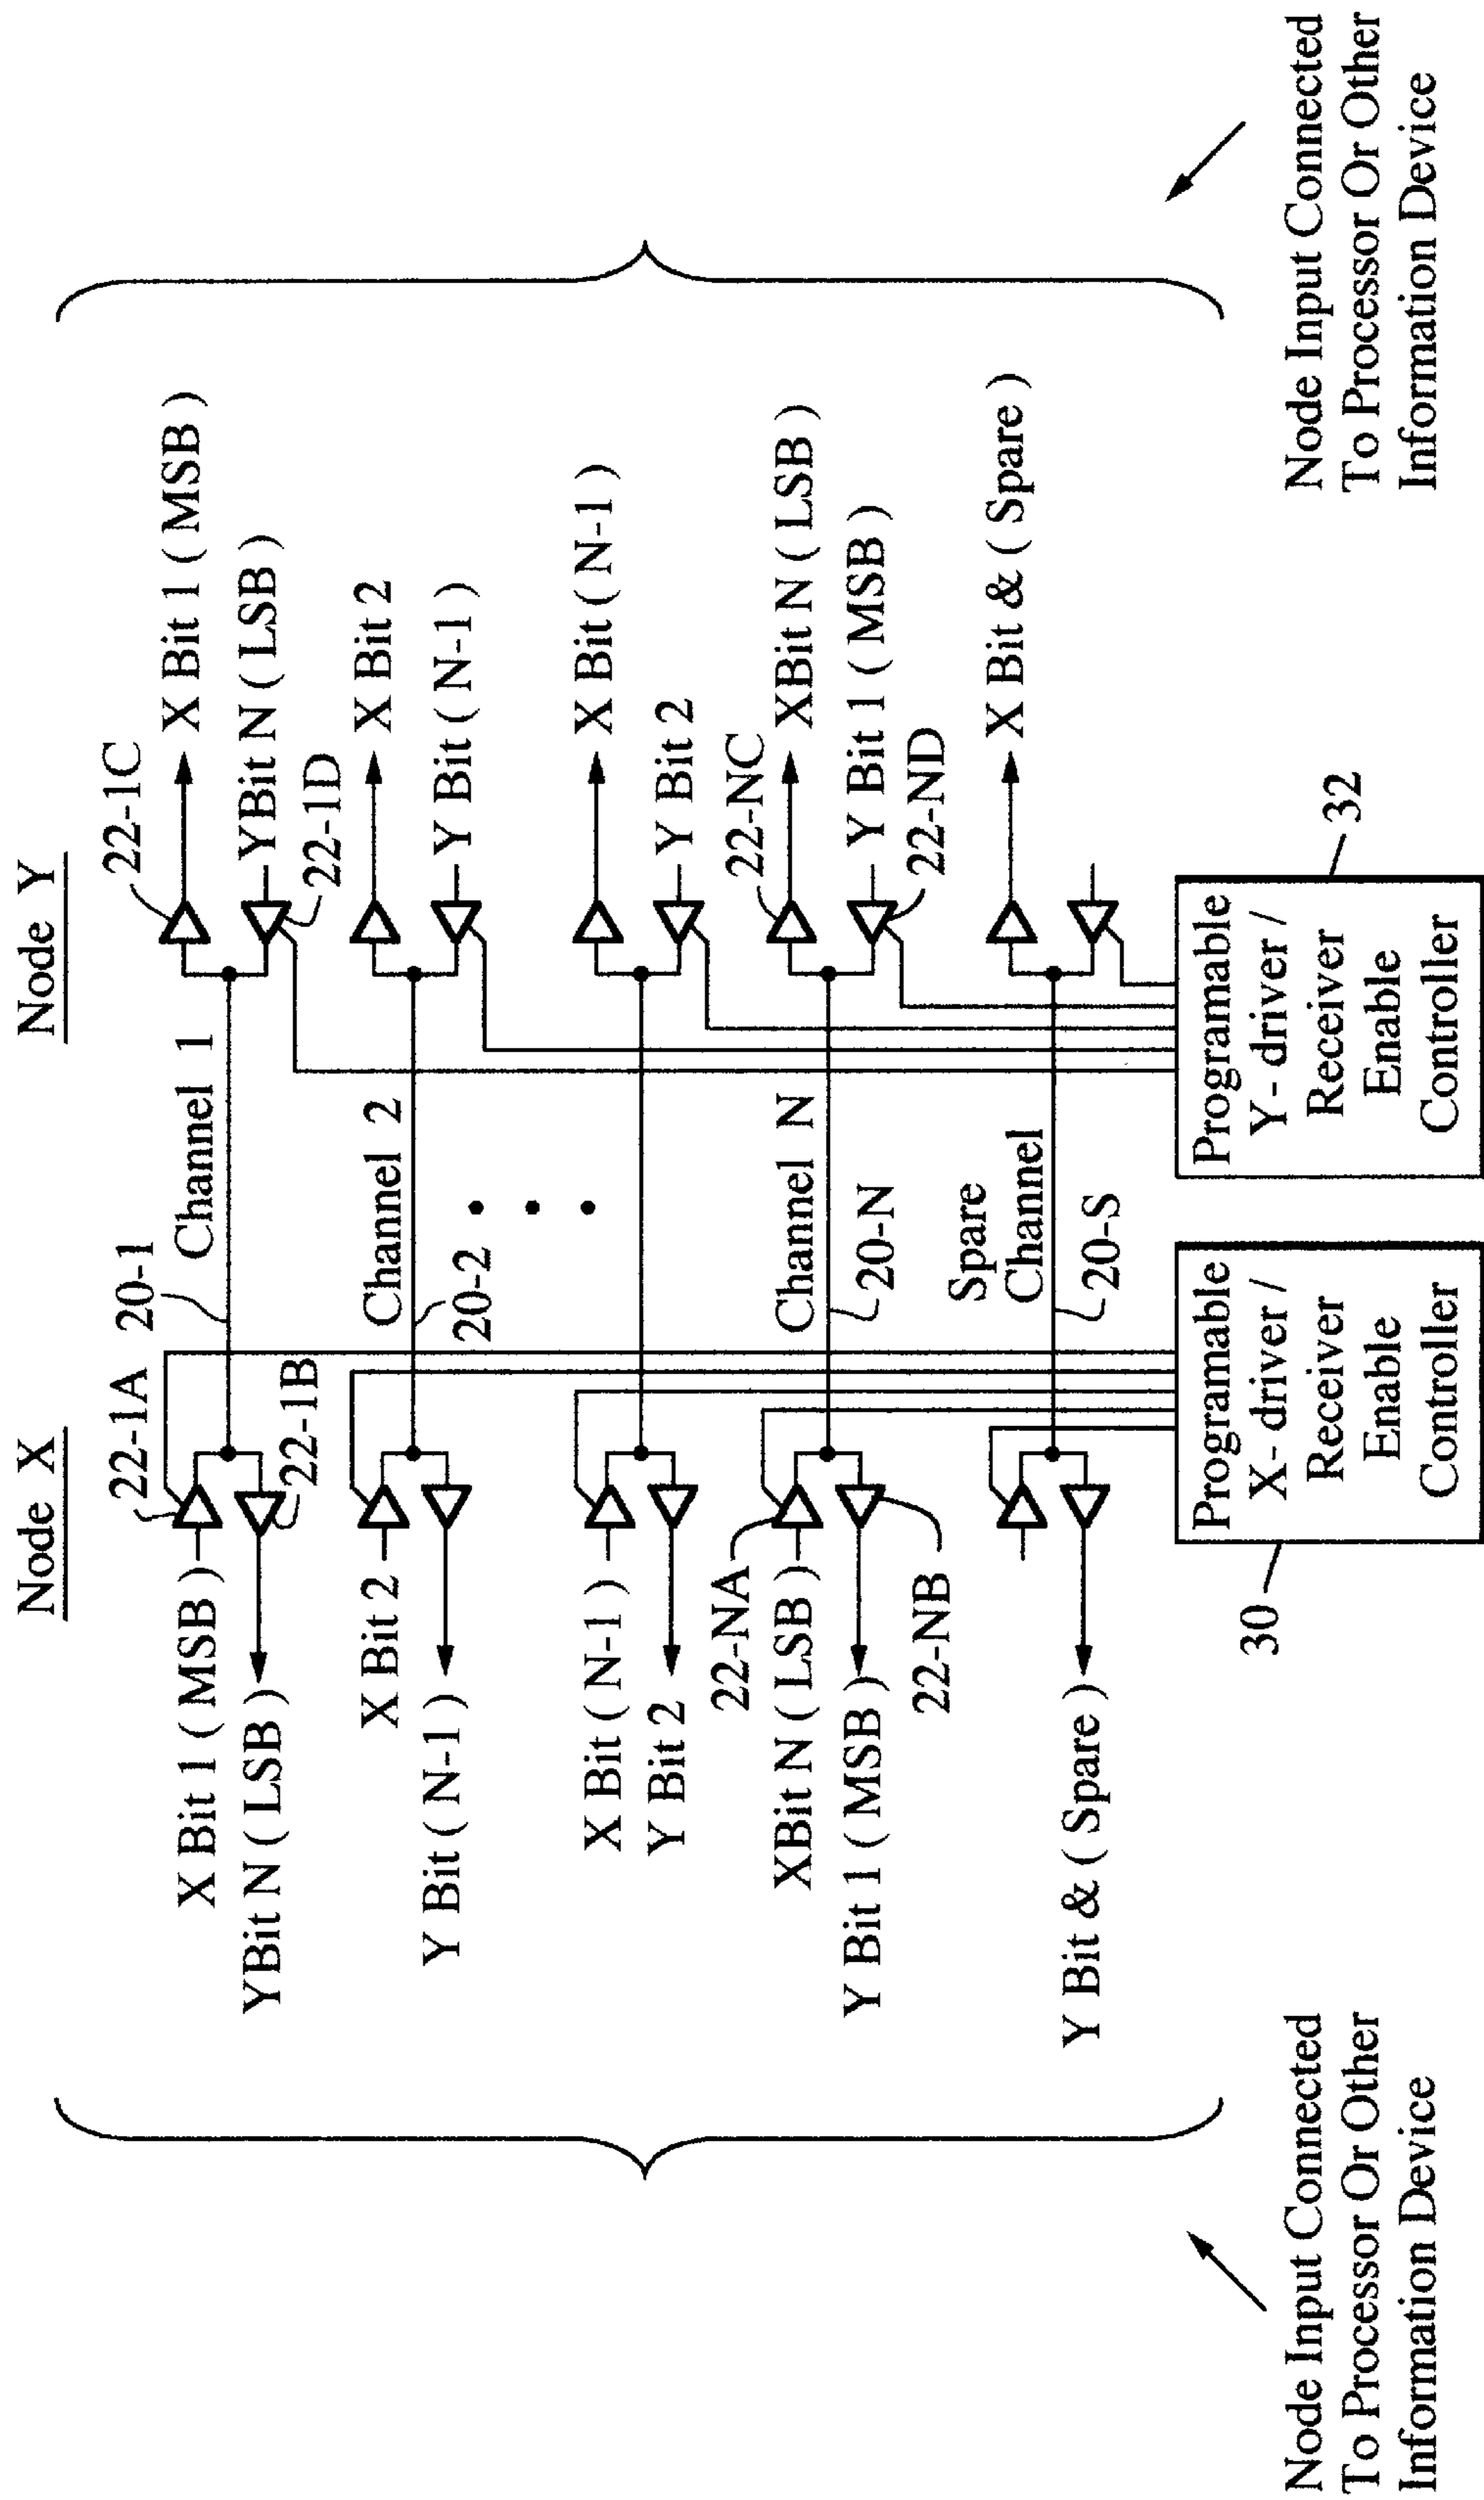 Node X
Node Y
22-1A
20-1
Channel 1
22-1C
X Bit 1 ( MSB )
YBit N ( LSB )
22-1B
X Bit 1 ( MSB )
YBit N ( LSB )
22-1D
X Bit 2
Y Bit ( N-1 )
Channel 2
20-2
X Bit 2
Y Bit ( N-1 )
X Bit ( N-1 )
Y Bit 2
X Bit ( N-1 )
Y Bit 2
22-NA
XBit N ( LSB )
Y Bit 1 ( MSB )
22-NB
Channel N
20-N
22-NC
XBit N ( LSB )
Y Bit 1 ( MSB )
22-ND
Y Bit & ( Spare )
Spare
Channel
20-S
X Bit & ( Spare )
30
Programable
X- driver /
Receiver
Enable
Controller
Programable
Y- driver /
Receiver
Enable
Controller
32
Node Input Connected
To Processor Or Other
Information Device
Node Input Connected
To Processor Or Other
Information Device